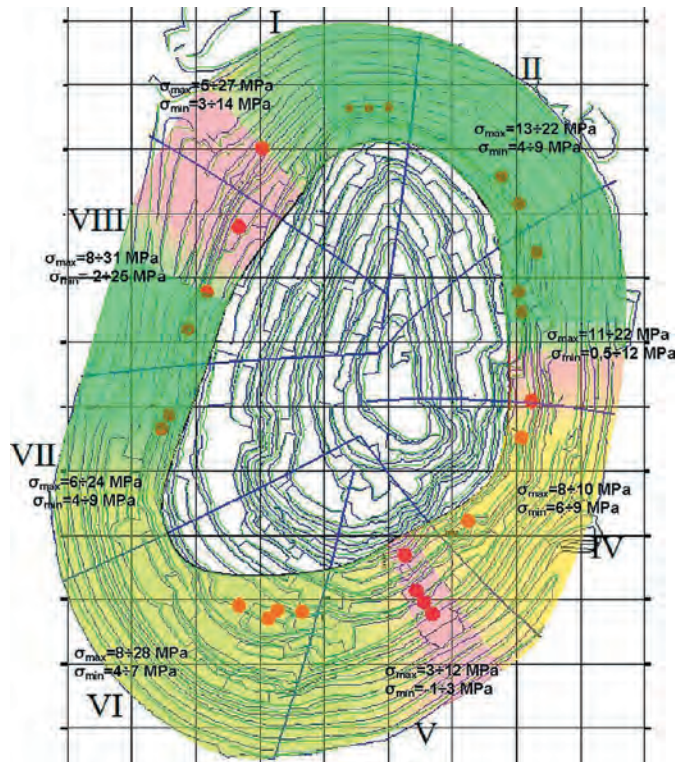 I
II
σmax=5÷27 MPa
σmin=3÷14 MPa
σmax=13÷22 MPa
σmin=4÷9 MPa
VIII
σmax=8÷31 MPa
σmin=-2÷25 MPa
σmax=11÷22 MPa
σmin=0,5÷12 MPa
VII
σmax=6÷24 MPa
σmin=4÷9 MPa
σmax=8÷10 MPa
σmin=6÷9 MPa
IV
σmax=8÷28 MPa
σmin=4÷7 MPa
σmax=3÷12 MPa
σmin=-1÷3 MPa
VI
V